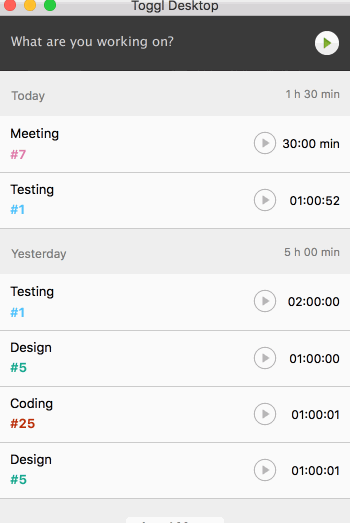 Toggl Desktop
What are you working on?
Today 1 h 30 min
Meeting
#7
30:00 min
Testing
#1
01:00:52
Yesterday 5 h 00 min
Testing
#1
02:00:00
Design
#5
01:00:00
Coding
#25
01:00:01
Design
#5
01:00:01